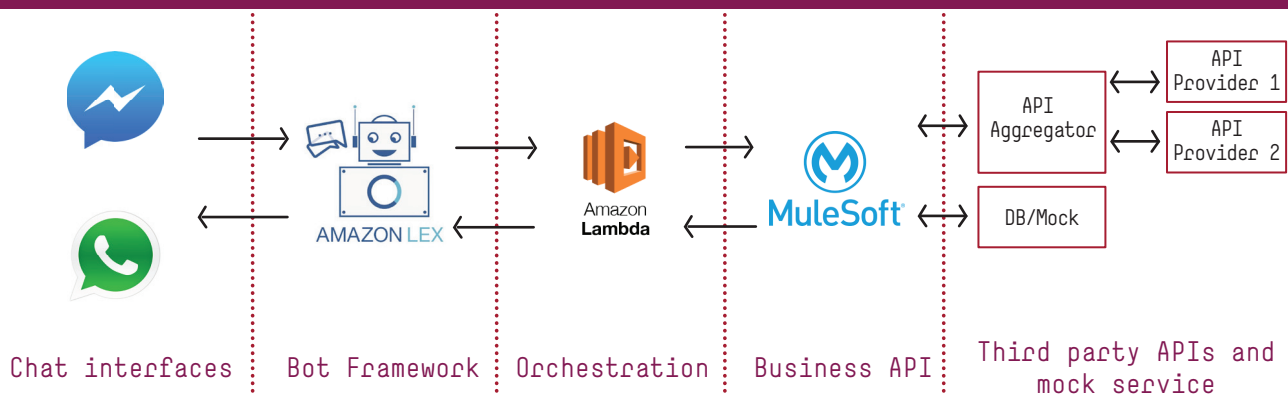 AMAZON LEX
Amazon
Lambda
MuleSoft
API
Aggregator
DB/Mock
API
Provider 1
API
Provider 2
Chat interfaces
Bot Framework
Orchestration
Business API
Third party APIs and
mock service